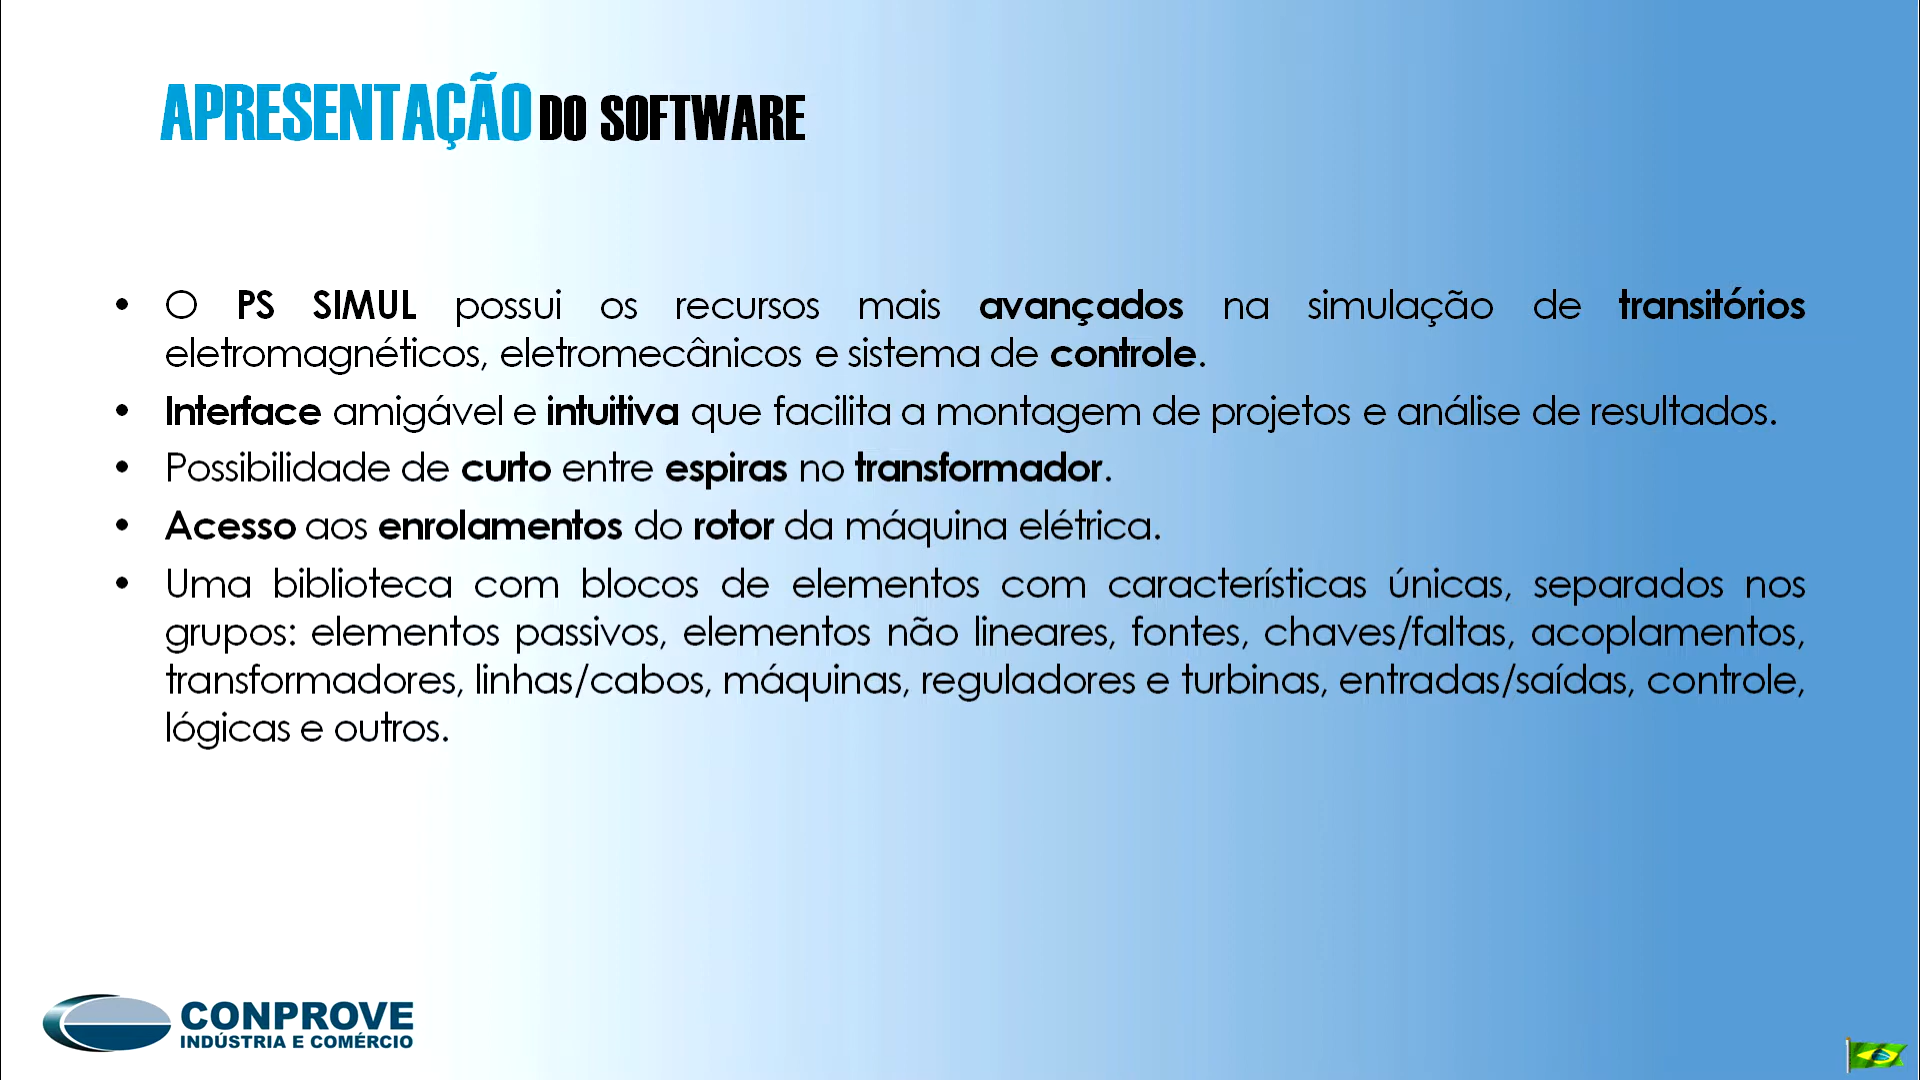 APRESENTAÇÃO DO SOFTWARE
• O PS SIMUL possui os recursos mais avançados na simulação de transitórios
eletromagnéticos, eletromecânicos e sistema de controle.
• Interface amigável e intuitiva que facilita a montagem de projetos e análise de resultados.
• Possibilidade de curto entre espiras no transformador.
• Acesso aos enrolamentos do rotor da máquina elétrica.
• Uma biblioteca com blocos de elementos com características únicas, separados nos
grupos: elementos passivos, elementos não lineares, fontes, chaves/faltas, acoplamentos,
transformadores, linhas/cabos, máquinas, reguladores e turbinas, entradas/saídas, controle,
lógicas e outros.
CONPROVE
INDÚSTRIA E COMÉRCIO